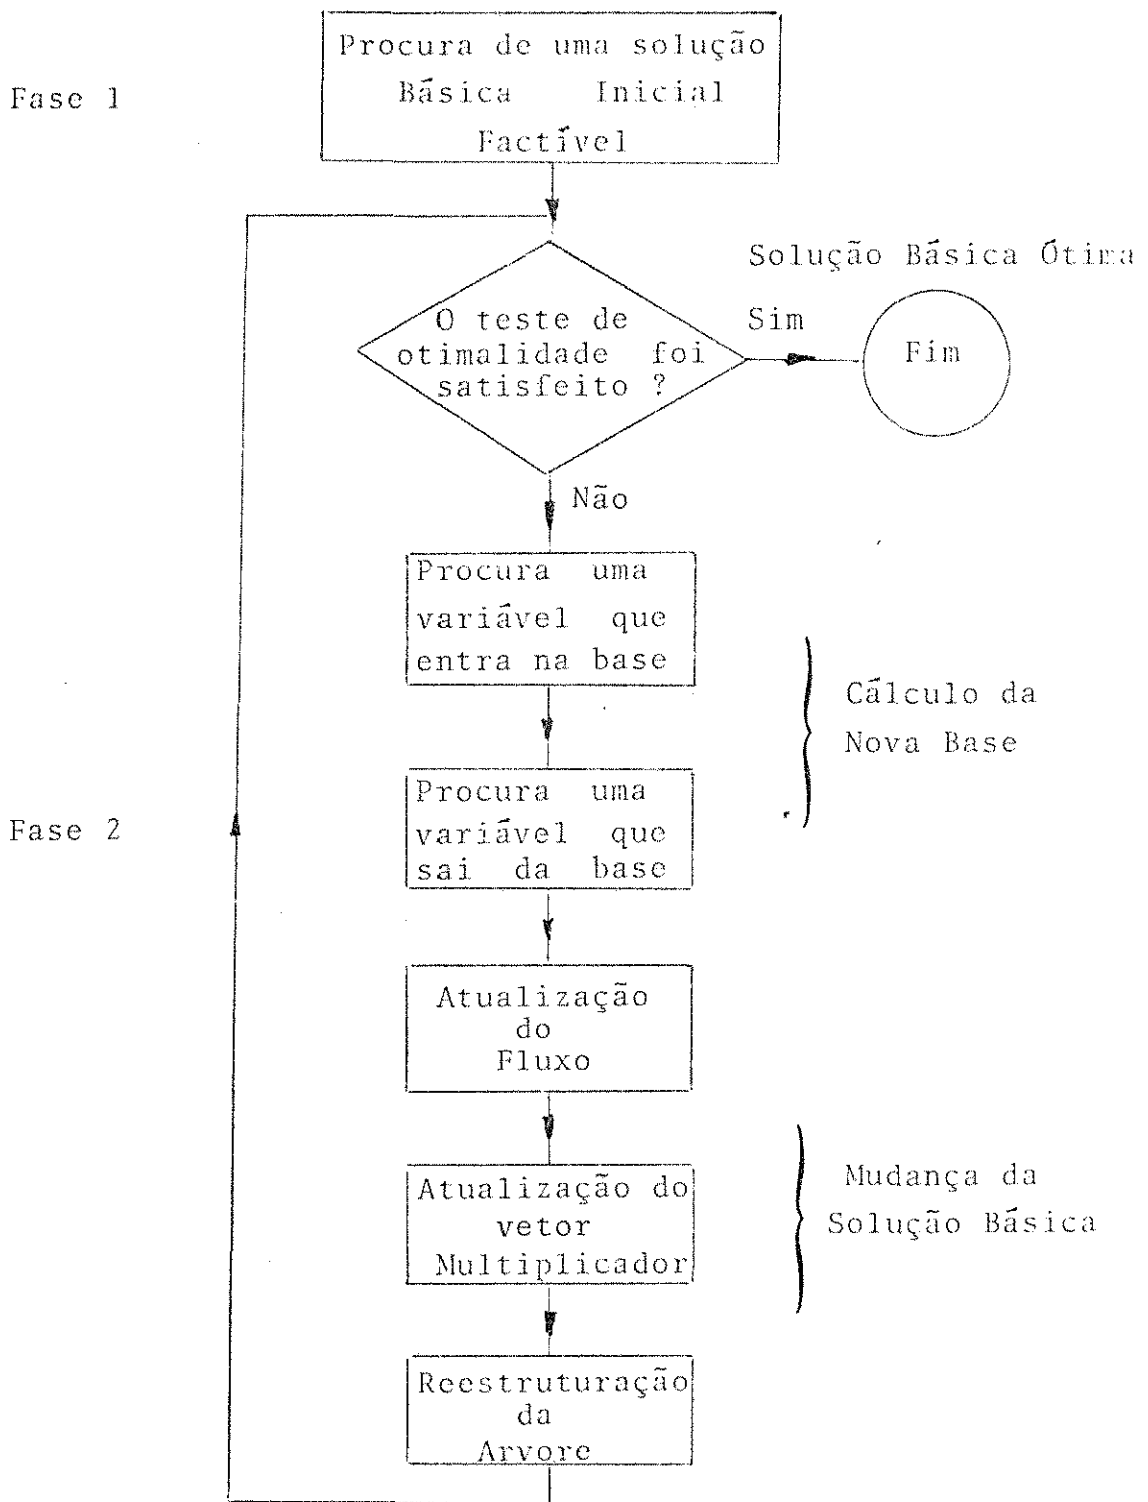 Procura de uma solução
Básica Inicial
Factível
Fase 1
Solução Básica Ótima
O teste de
otimalidade foi
satisfeito ?
Sim
Fim
Não
Procura uma
variável que
entra na base
Cálculo da
Nova Base
Procura uma
variável que
sai da base
Fase 2
Atualização
do
Fluxo
Atualização do
vetor
Multiplicador
Mudança da
Solução Básica
Reestruturação
da
Arvore